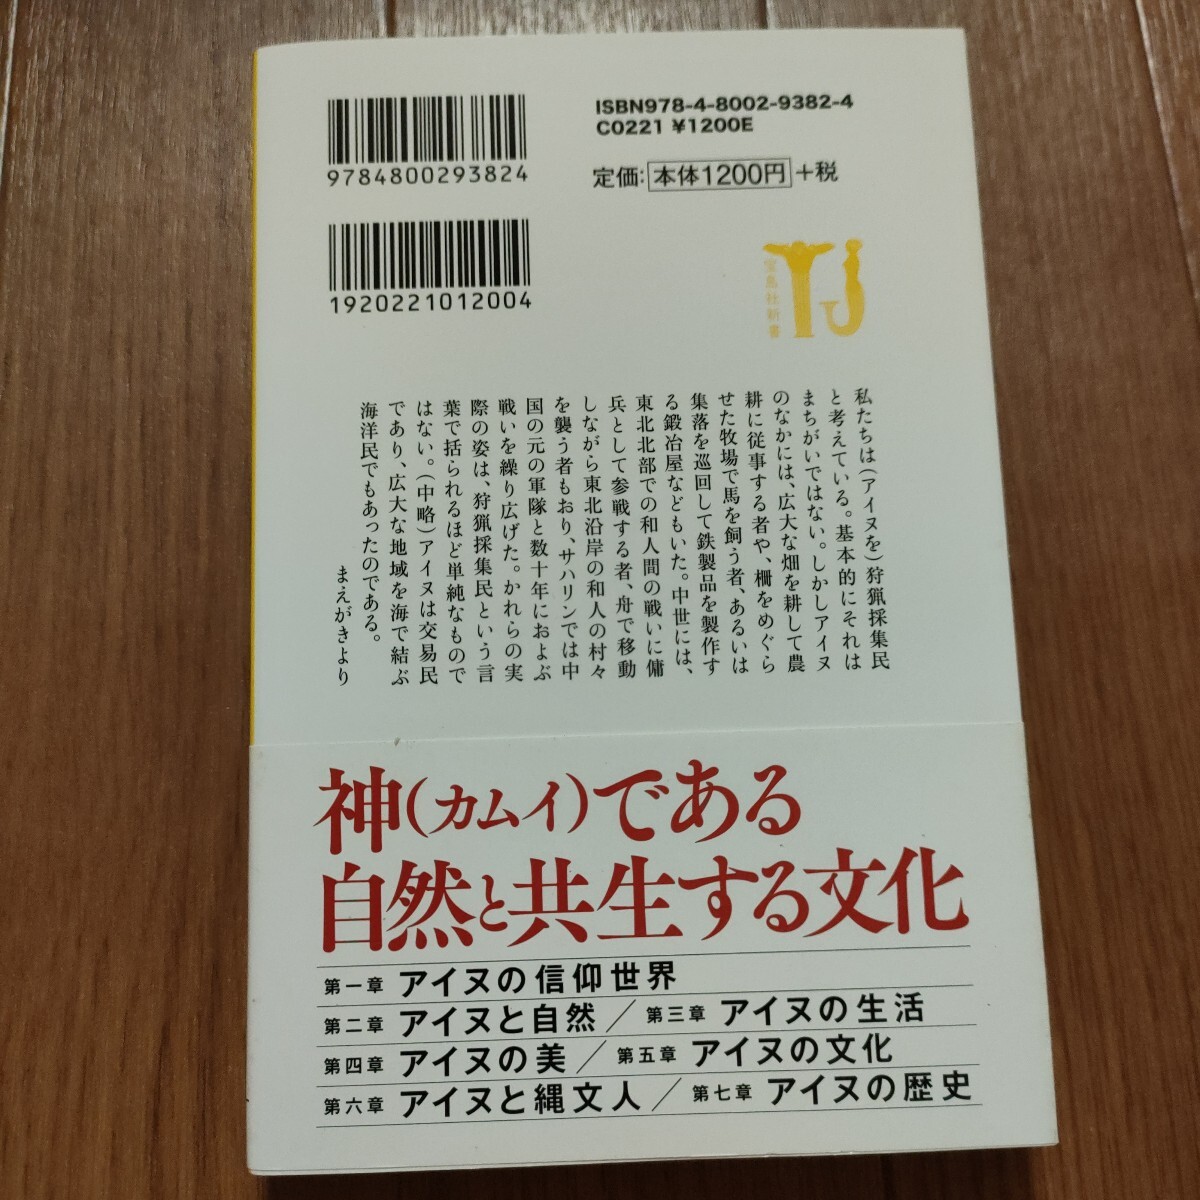 9784800293824
ISBN978-4-8002-9382-4
C0221 ¥1200E
定価:本体1200円+税
1920221012004
宝島社新書
私たちは(アイヌを)狩猟採集民
と考えている。基本的にそれは
まちがいではない。しかしアイヌ
のなかには、広大な畑を耕して農
耕に従事する者や、柵をめぐら
せた牧場で馬を飼う者、あるいは
集落を巡回して鉄製品を製作す
る鍛冶屋などもいた。中世には、
東北北部での和人間の戦いに傭
兵として参戦する者、舟で移動
しながら東北沿岸の和人の村々
を襲う者もおり、サハリンでは中
国の元の軍隊と数十年におよぶ
戦いを繰り広げた。かれらの実
際の姿は、狩猟採集民という言
葉で括られるほど単純なもので
はない。(中略)アイヌは交易民
であり、広大な地域を海で結ぶ
海洋民でもあったのである。
まえがきより
神(カムイ)である
自然と共生する文化
第一章 アイヌの信仰世界
第二章 アイヌと自然/第三章 アイヌの生活
第四章 アイヌの美/第五章 アイヌの文化
第六章 アイヌと縄文人/第七章 アイヌの歴史